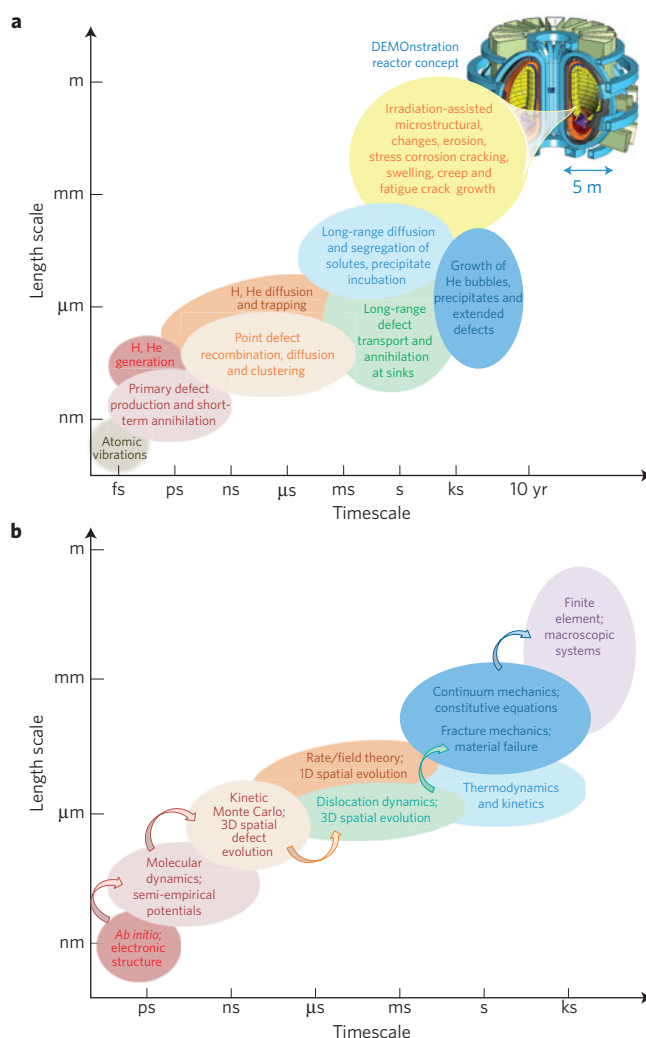 a
DEMOnstration
reactor concept
5 m
Length scale
m
mm
μm
nm
Irradiation-assisted
microstructural,
changes, erosion,
stress corrosion cracking,
swelling, creep and
fatigue crack growth
Long-range diffusion
and segregation of
solutes, precipitate
incubation
Growth of
He bubbles,
precipitates and
extended
defects
H, He diffusion
and trapping
Long-range
defect
transport and
annihilation
at sinks
Point defect
recombination, diffusion
and clustering
H, He
generation
Primary defect
production and short-
term annihilation
Atomic
vibrations
fs ps ns μs ms s ks 10 yr
Timescale
b
Length scale
m
mm
μm
nm
Finite
element;
macroscopic
systems
Continuum mechanics;
constitutive equations
Fracture mechanics;
material failure
Rate/field theory;
1D spatial evolution
Thermodynamics
and kinetics
Dislocation dynamics;
3D spatial evolution
Kinetic
Monte Carlo;
3D spatial
defect
evolution
Molecular
dynamics;
semi-empirical
potentials
Ab initio;
electronic
structure
ps ns μs ms s ks
Timescale